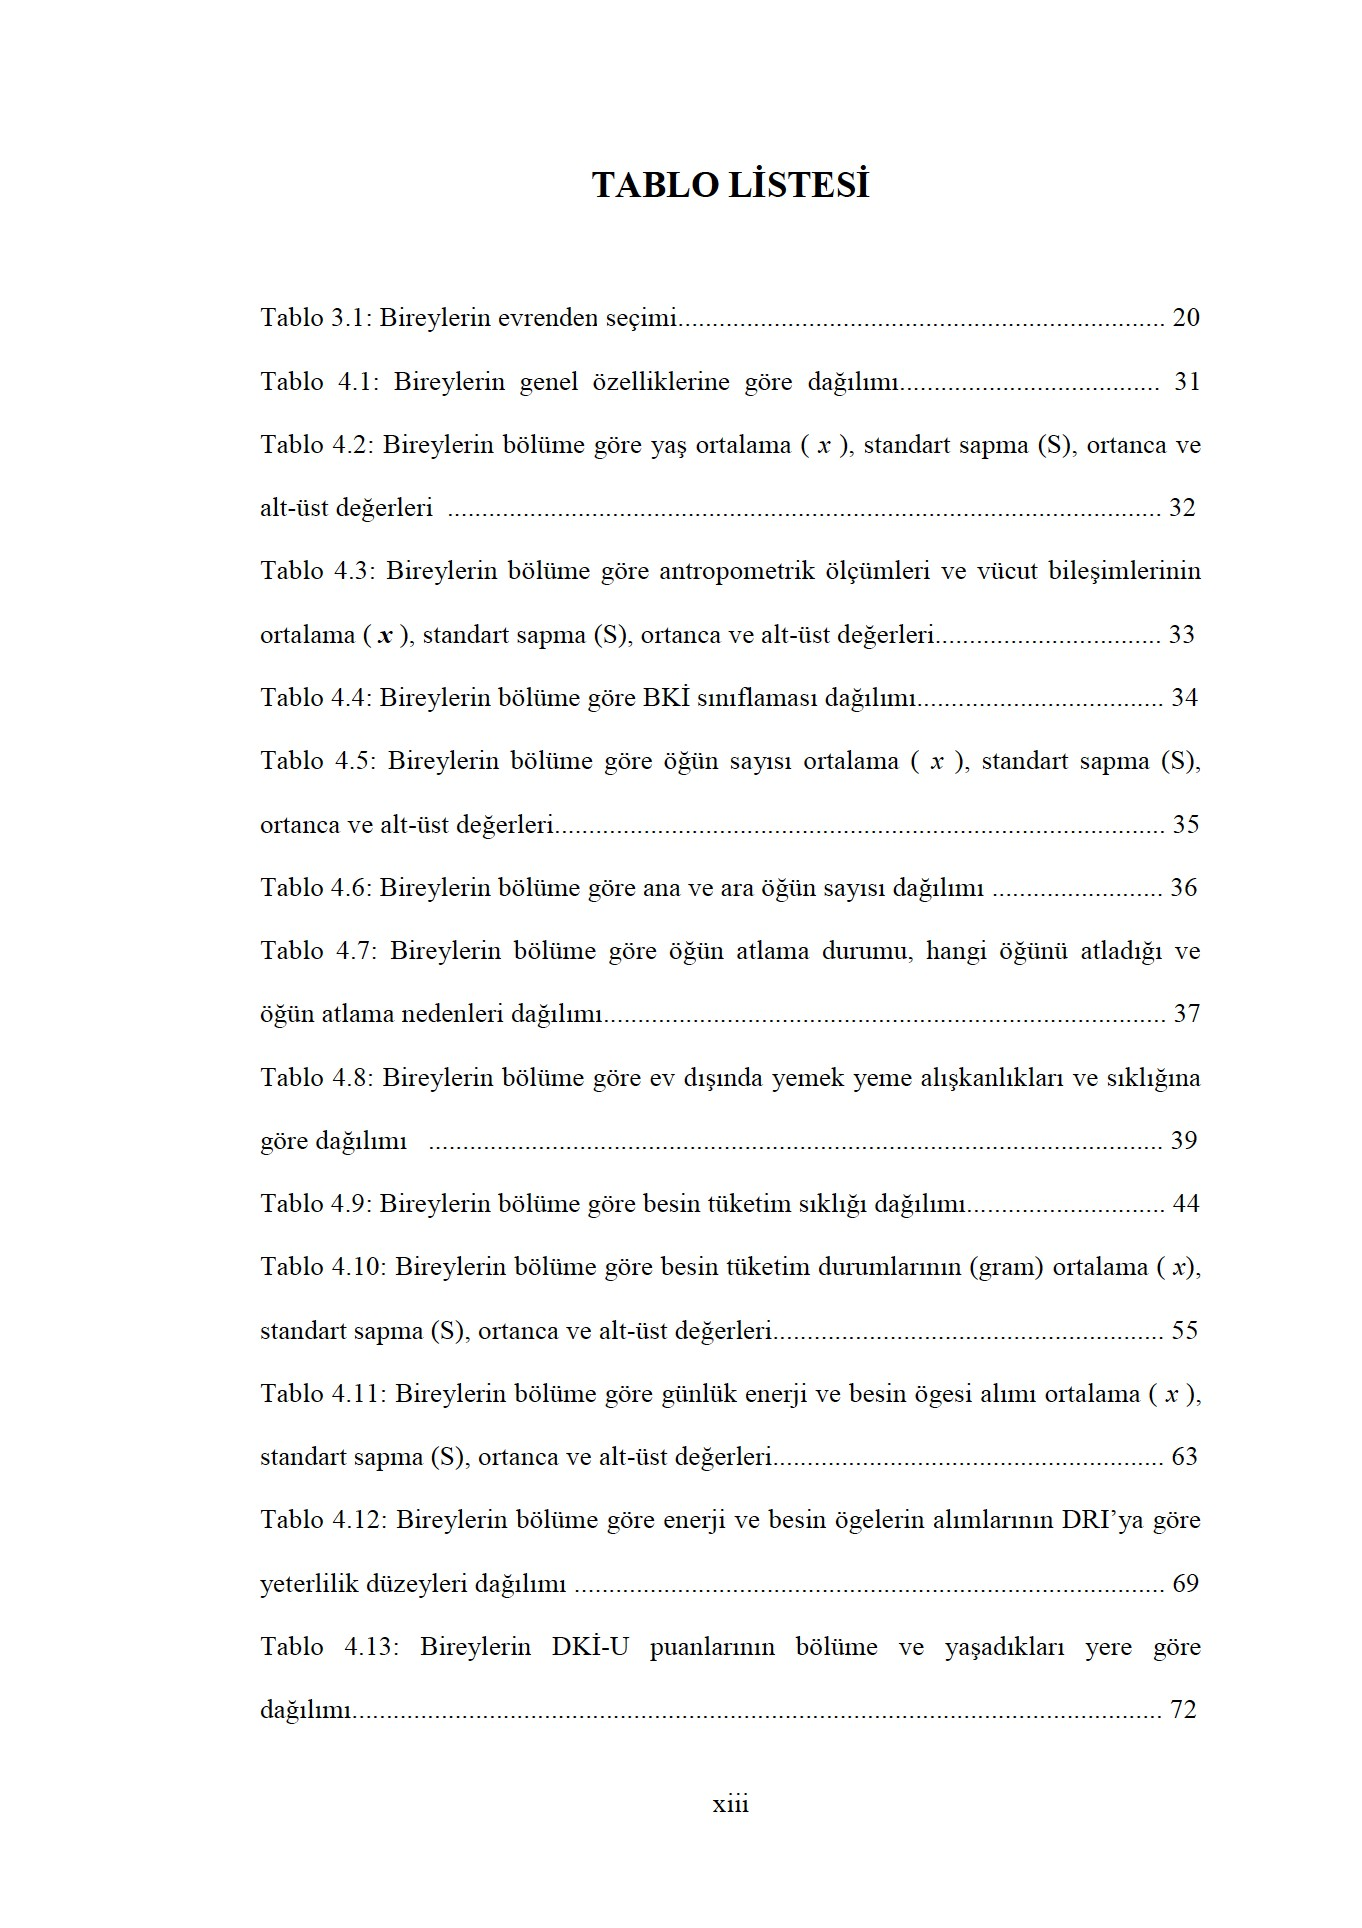 TABLO LİSTESİ
Tablo 3.1: Bireylerin evrenden seçimi....................................................................... 20
Tablo 4.1: Bireylerin genel özelliklerine göre dağılımı...................................... 31
Tablo 4.2: Bireylerin bölüme göre yaş ortalama ( x ), standart sapma (S), ortanca ve
alt-üst değerleri ........................................................................................................ 32
Tablo 4.3: Bireylerin bölüme göre antropometrik ölçümleri ve vücut bileşimlerinin
ortalama ( x ), standart sapma (S), ortanca ve alt-üst değerleri................................. 33
Tablo 4.4: Bireylerin bölüme göre BKİ sınıflaması dağılımı.................................... 34
Tablo 4.5: Bireylerin bölüme göre öğün sayısı ortalama ( x ), standart sapma (S),
ortanca ve alt-üst değerleri......................................................................................... 35
Tablo 4.6: Bireylerin bölüme göre ana ve ara öğün sayısı dağılımı ......................... 36
Tablo 4.7: Bireylerin bölüme göre öğün atlama durumu, hangi öğünü atladığı ve
öğün atlama nedenleri dağılımı.................................................................................. 37
Tablo 4.8: Bireylerin bölüme göre ev dışında yemek yeme alışkanlıkları ve sıklığına
göre dağılımı ........................................................................................................... 39
Tablo 4.9: Bireylerin bölüme göre besin tüketim sıklığı dağılımı............................. 44
Tablo 4.10: Bireylerin bölüme göre besin tüketim durumlarının (gram) ortalama ( x),
standart sapma (S), ortanca ve alt-üst değerleri......................................................... 55
Tablo 4.11: Bireylerin bölüme göre günlük enerji ve besin ögesi alımı ortalama ( x ),
standart sapma (S), ortanca ve alt-üst değerleri......................................................... 63
Tablo 4.12: Bireylerin bölüme göre enerji ve besin ögelerin alımlarının DRI’ya göre
yeterlilik düzeyleri dağılımı ...................................................................................... 69
Tablo 4.13: Bireylerin DKİ-U puanlarının bölüme ve yaşadıkları yere göre
dağılımı...................................................................................................................... 72
xiii